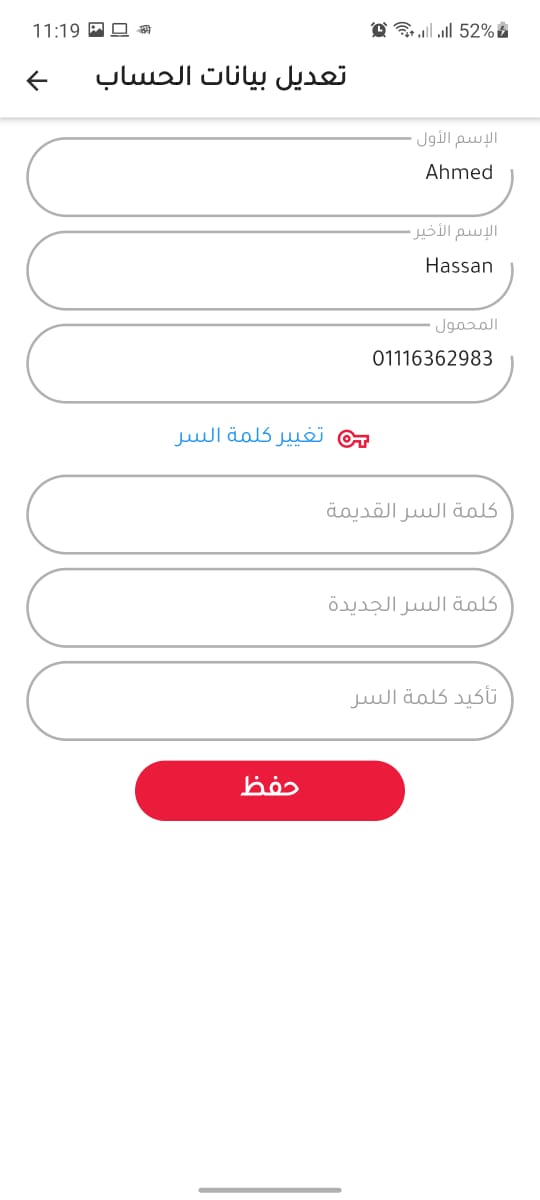 11:19
52%
تعديل بيانات الحساب
الإسم الأول
Ahmed
الإسم الأخير
Hassan
المحمول
01116362983
تغيير كلمة السر
كلمة السر القديمة
كلمة السر الجديدة
تأكيد كلمة السر
حفظ